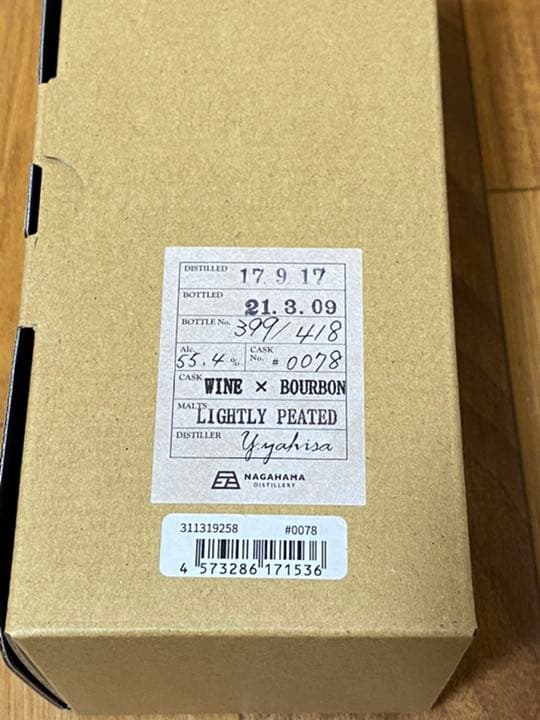 DISTILLED 17. 9. 17
BOTTLED 21. 3. 09
BOTTLE No. 399/418
Alc. 55.4 % CASK No. # 0078
CASK WINE × BOURBON
MALTS LIGHTLY PEATED
DISTILLER Y.yahisa
NAGAHAMA
DISTILLERY
311319258 #0078
4 573286 171536